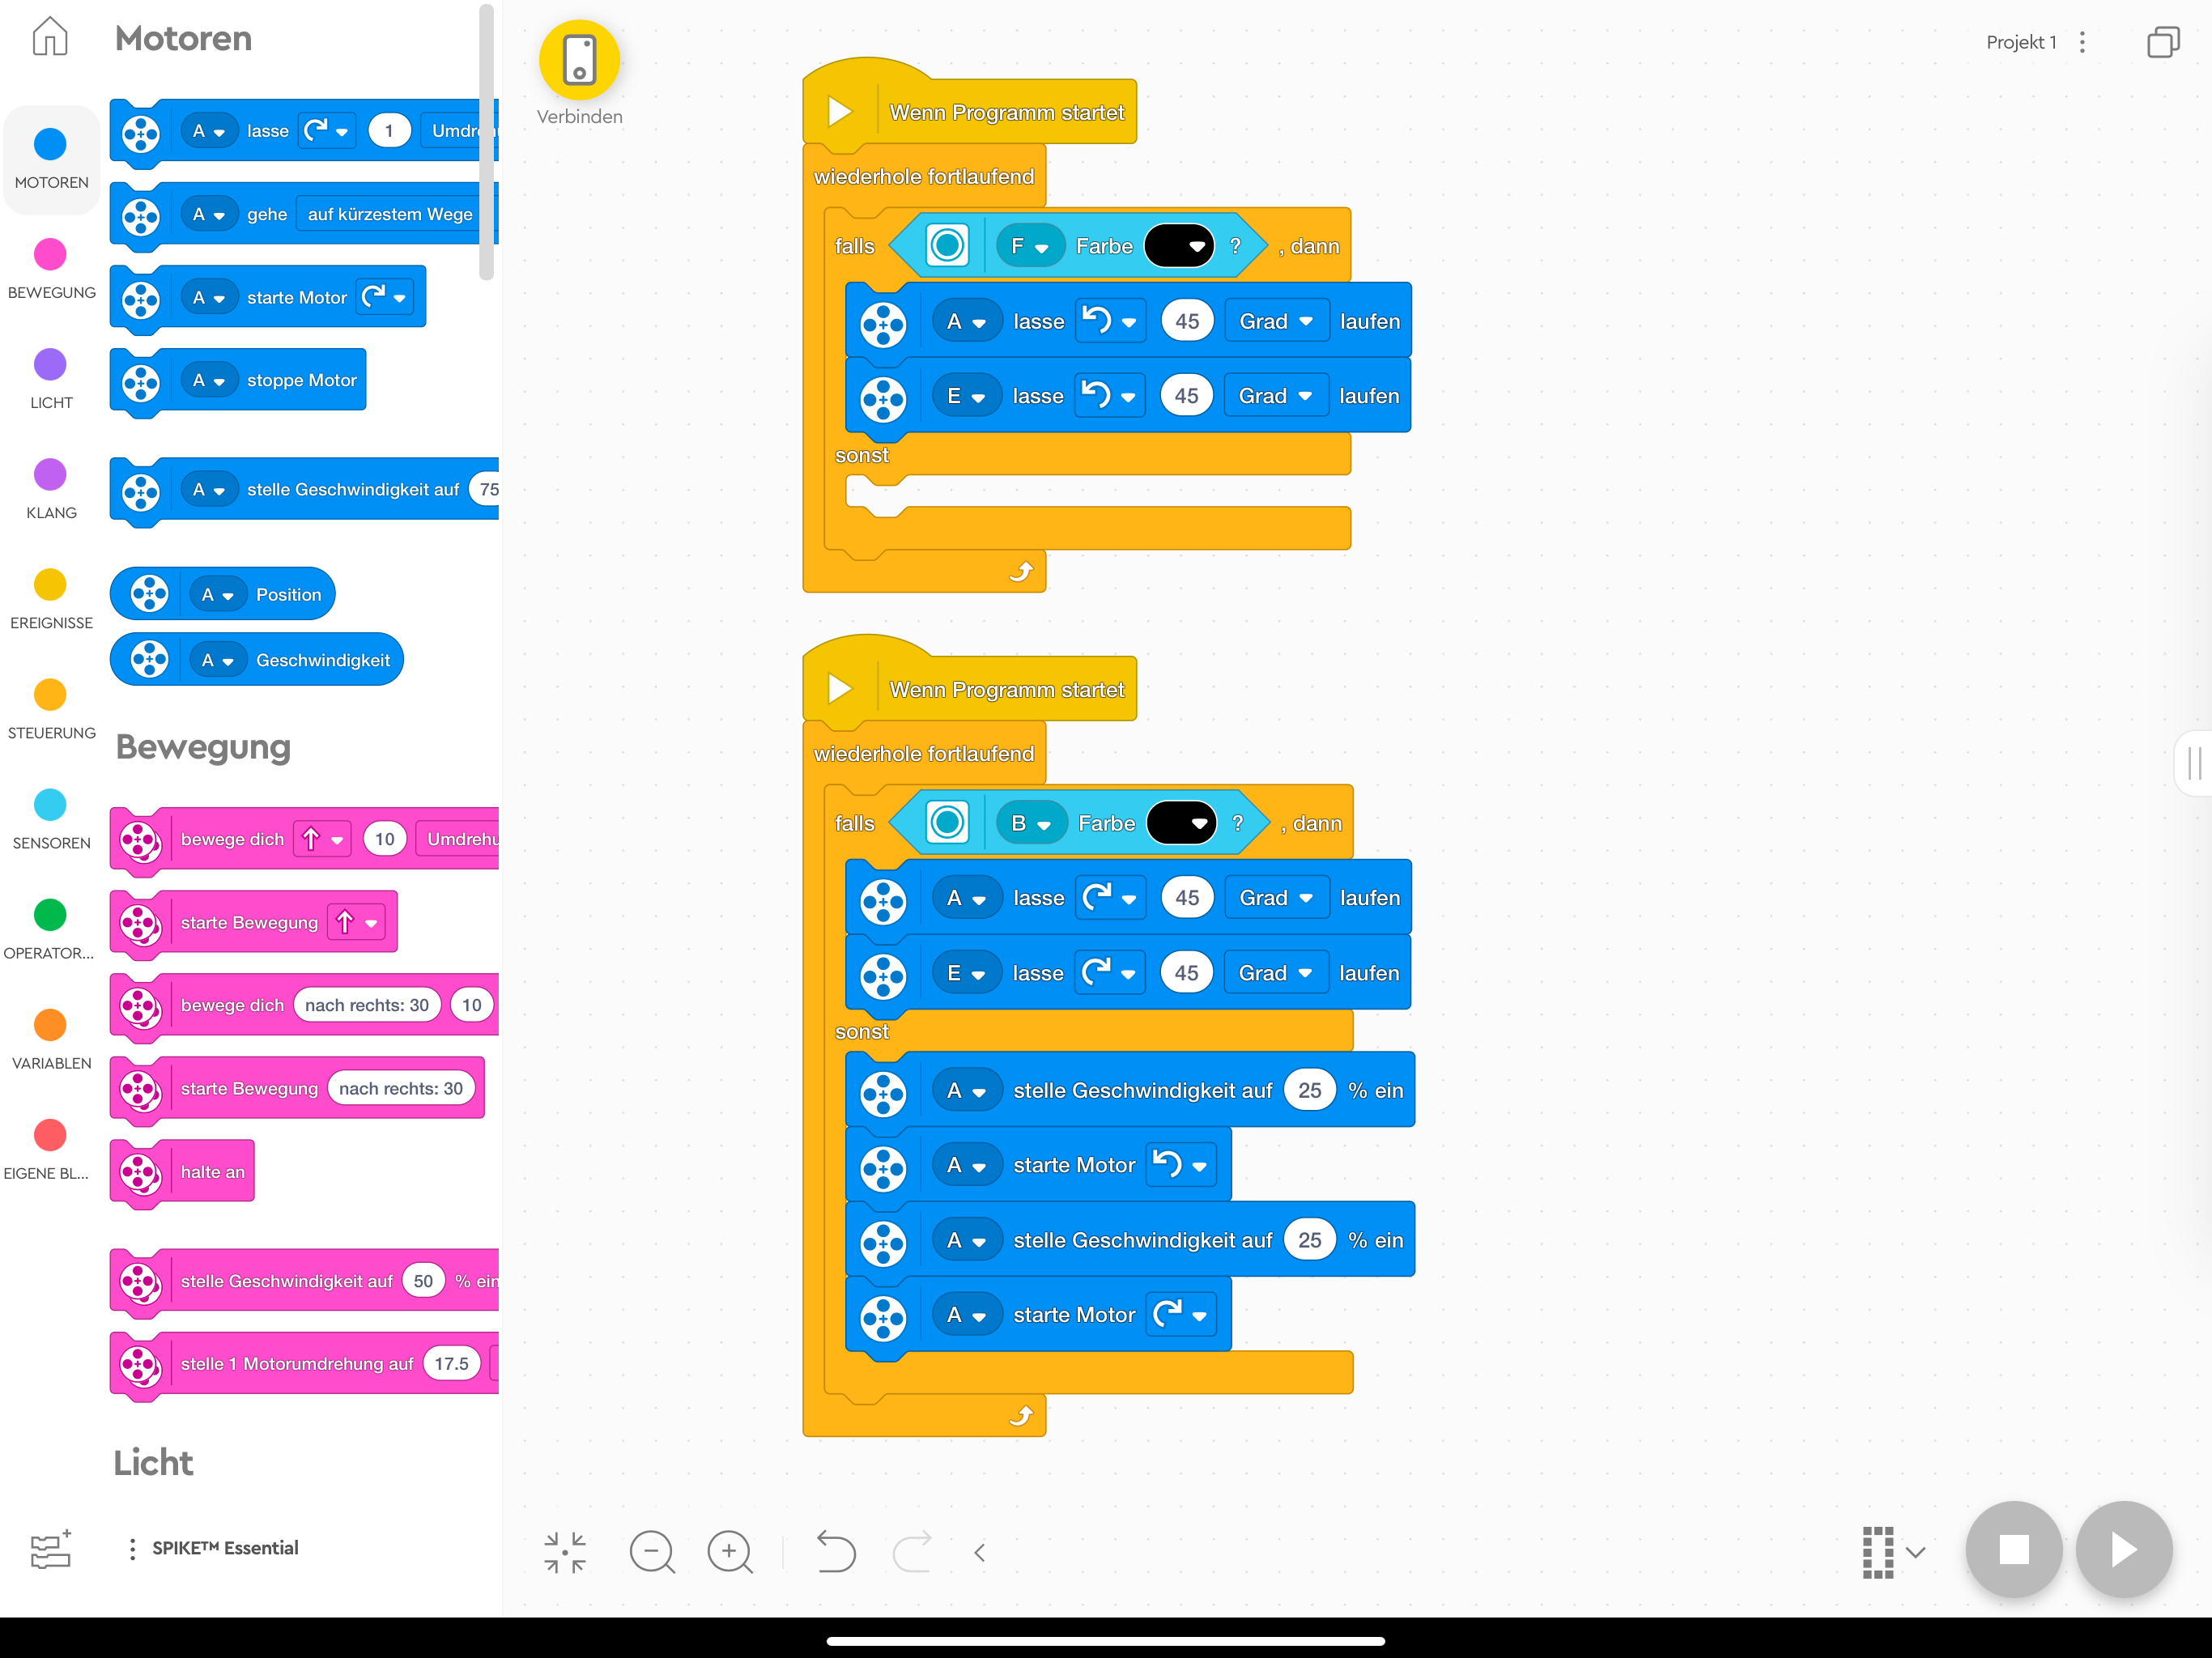 Motoren
A lasse 1 Umdreh
A gehe auf kürzestem Wege
A starte Motor
A stoppe Motor
A stelle Geschwindigkeit auf 75
A Position
A Geschwindigkeit
Bewegung
bewege dich 10 Umdrehu
starte Bewegung
bewege dich nach rechts: 30 10
starte Bewegung nach rechts: 30
halte an
stelle Geschwindigkeit auf 50 % ein
stelle 1 Motorumdrehung auf 17.5
Licht
MOTOREN
BEWEGUNG
LICHT
KLANG
EREIGNISSE
STEUERUNG
SENSOREN
OPERATOR...
VARIABLEN
EIGENE BL...
SPIKE™ Essential
Verbinden
Projekt 1
Wenn Programm startet
wiederhole fortlaufend
falls F Farbe ? , dann
A lasse 45 Grad laufen
E lasse 45 Grad laufen
sonst
Wenn Programm startet
wiederhole fortlaufend
falls B Farbe ? , dann
A lasse 45 Grad laufen
E lasse 45 Grad laufen
sonst
A stelle Geschwindigkeit auf 25 % ein
A starte Motor
A stelle Geschwindigkeit auf 25 % ein
A starte Motor